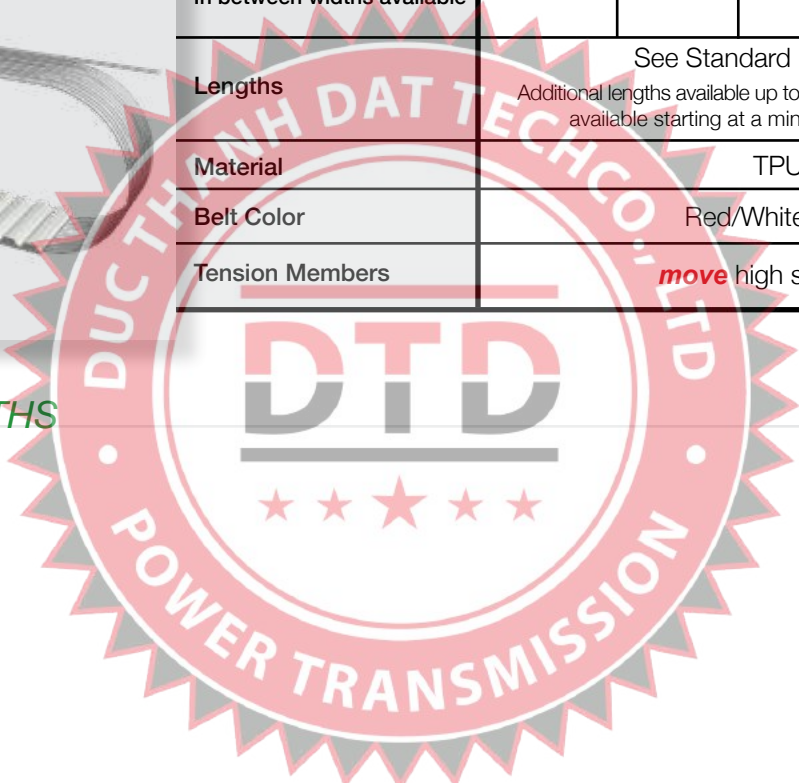 In between widths available
Lengths
See Standard
Additional lengths available up to
available starting at a min
Material
TPU
Belt Color
Red/White
Tension Members
move high s
THS
DUC THANH DAT TECHCO., LTD
DTD
POWER TRANSMISSION